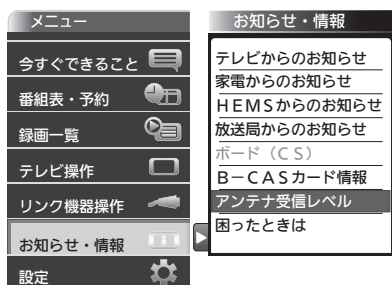 メニュー
今すぐできること
番組表・予約
録画一覧
テレビ操作
リンク機器操作
お知らせ・情報
設定
お知らせ・情報
テレビからのお知らせ
家電からのお知らせ
HEMSからのお知らせ
放送局からのお知らせ
ボード（CS）
B－CASカード情報
アンテナ受信レベル
困ったときは